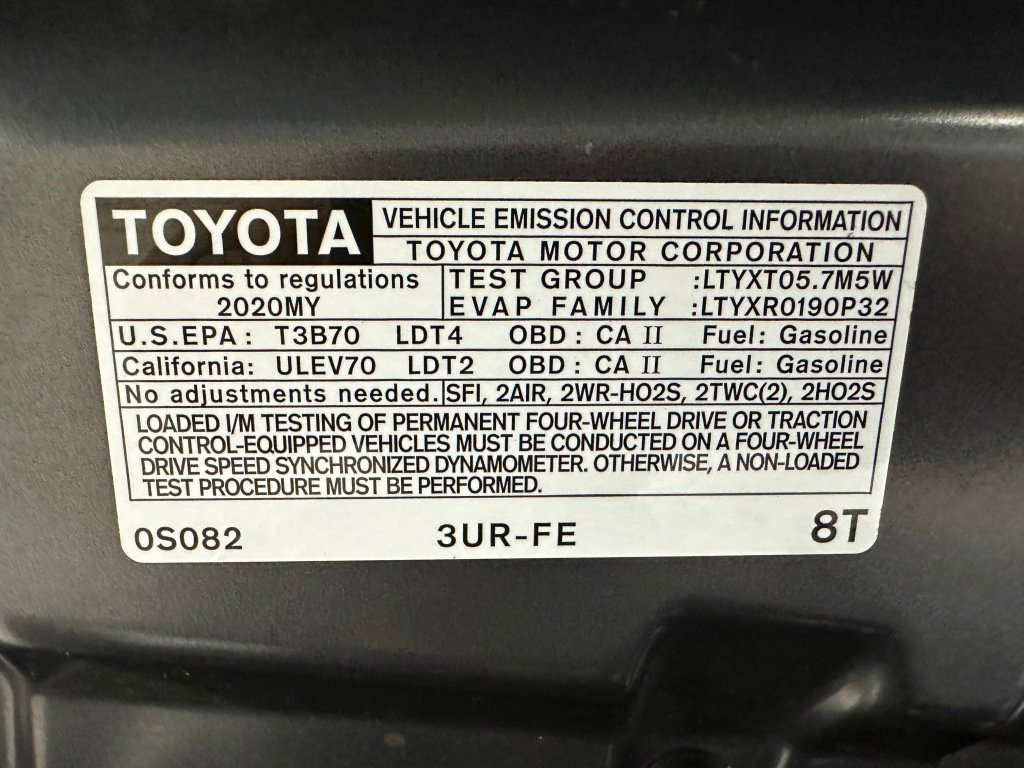 TOYOTA VEHICLE EMISSION CONTROL INFORMATION
TOYOTA MOTOR CORPORATION
Conforms to regulations TEST GROUP :LTYXT05.7M5W
2020MY EVAP FAMILY :LTYXR0190P32
U.S.EPA: T3B70 LDT4 OBD: CA II Fuel: Gasoline
California: ULEV70 LDT2 OBD: CA II Fuel: Gasoline
No adjustments needed. SFI, 2AIR, 2WR-HO2S, 2TWC(2), 2HO2S
LOADED I/M TESTING OF PERMANENT FOUR-WHEEL DRIVE OR TRACTION
CONTROL-EQUIPPED VEHICLES MUST BE CONDUCTED ON A FOUR-WHEEL
DRIVE SPEED SYNCHRONIZED DYNAMOMETER. OTHERWISE, A NON-LOADED
TEST PROCEDURE MUST BE PERFORMED.
0S082 3UR-FE 8T